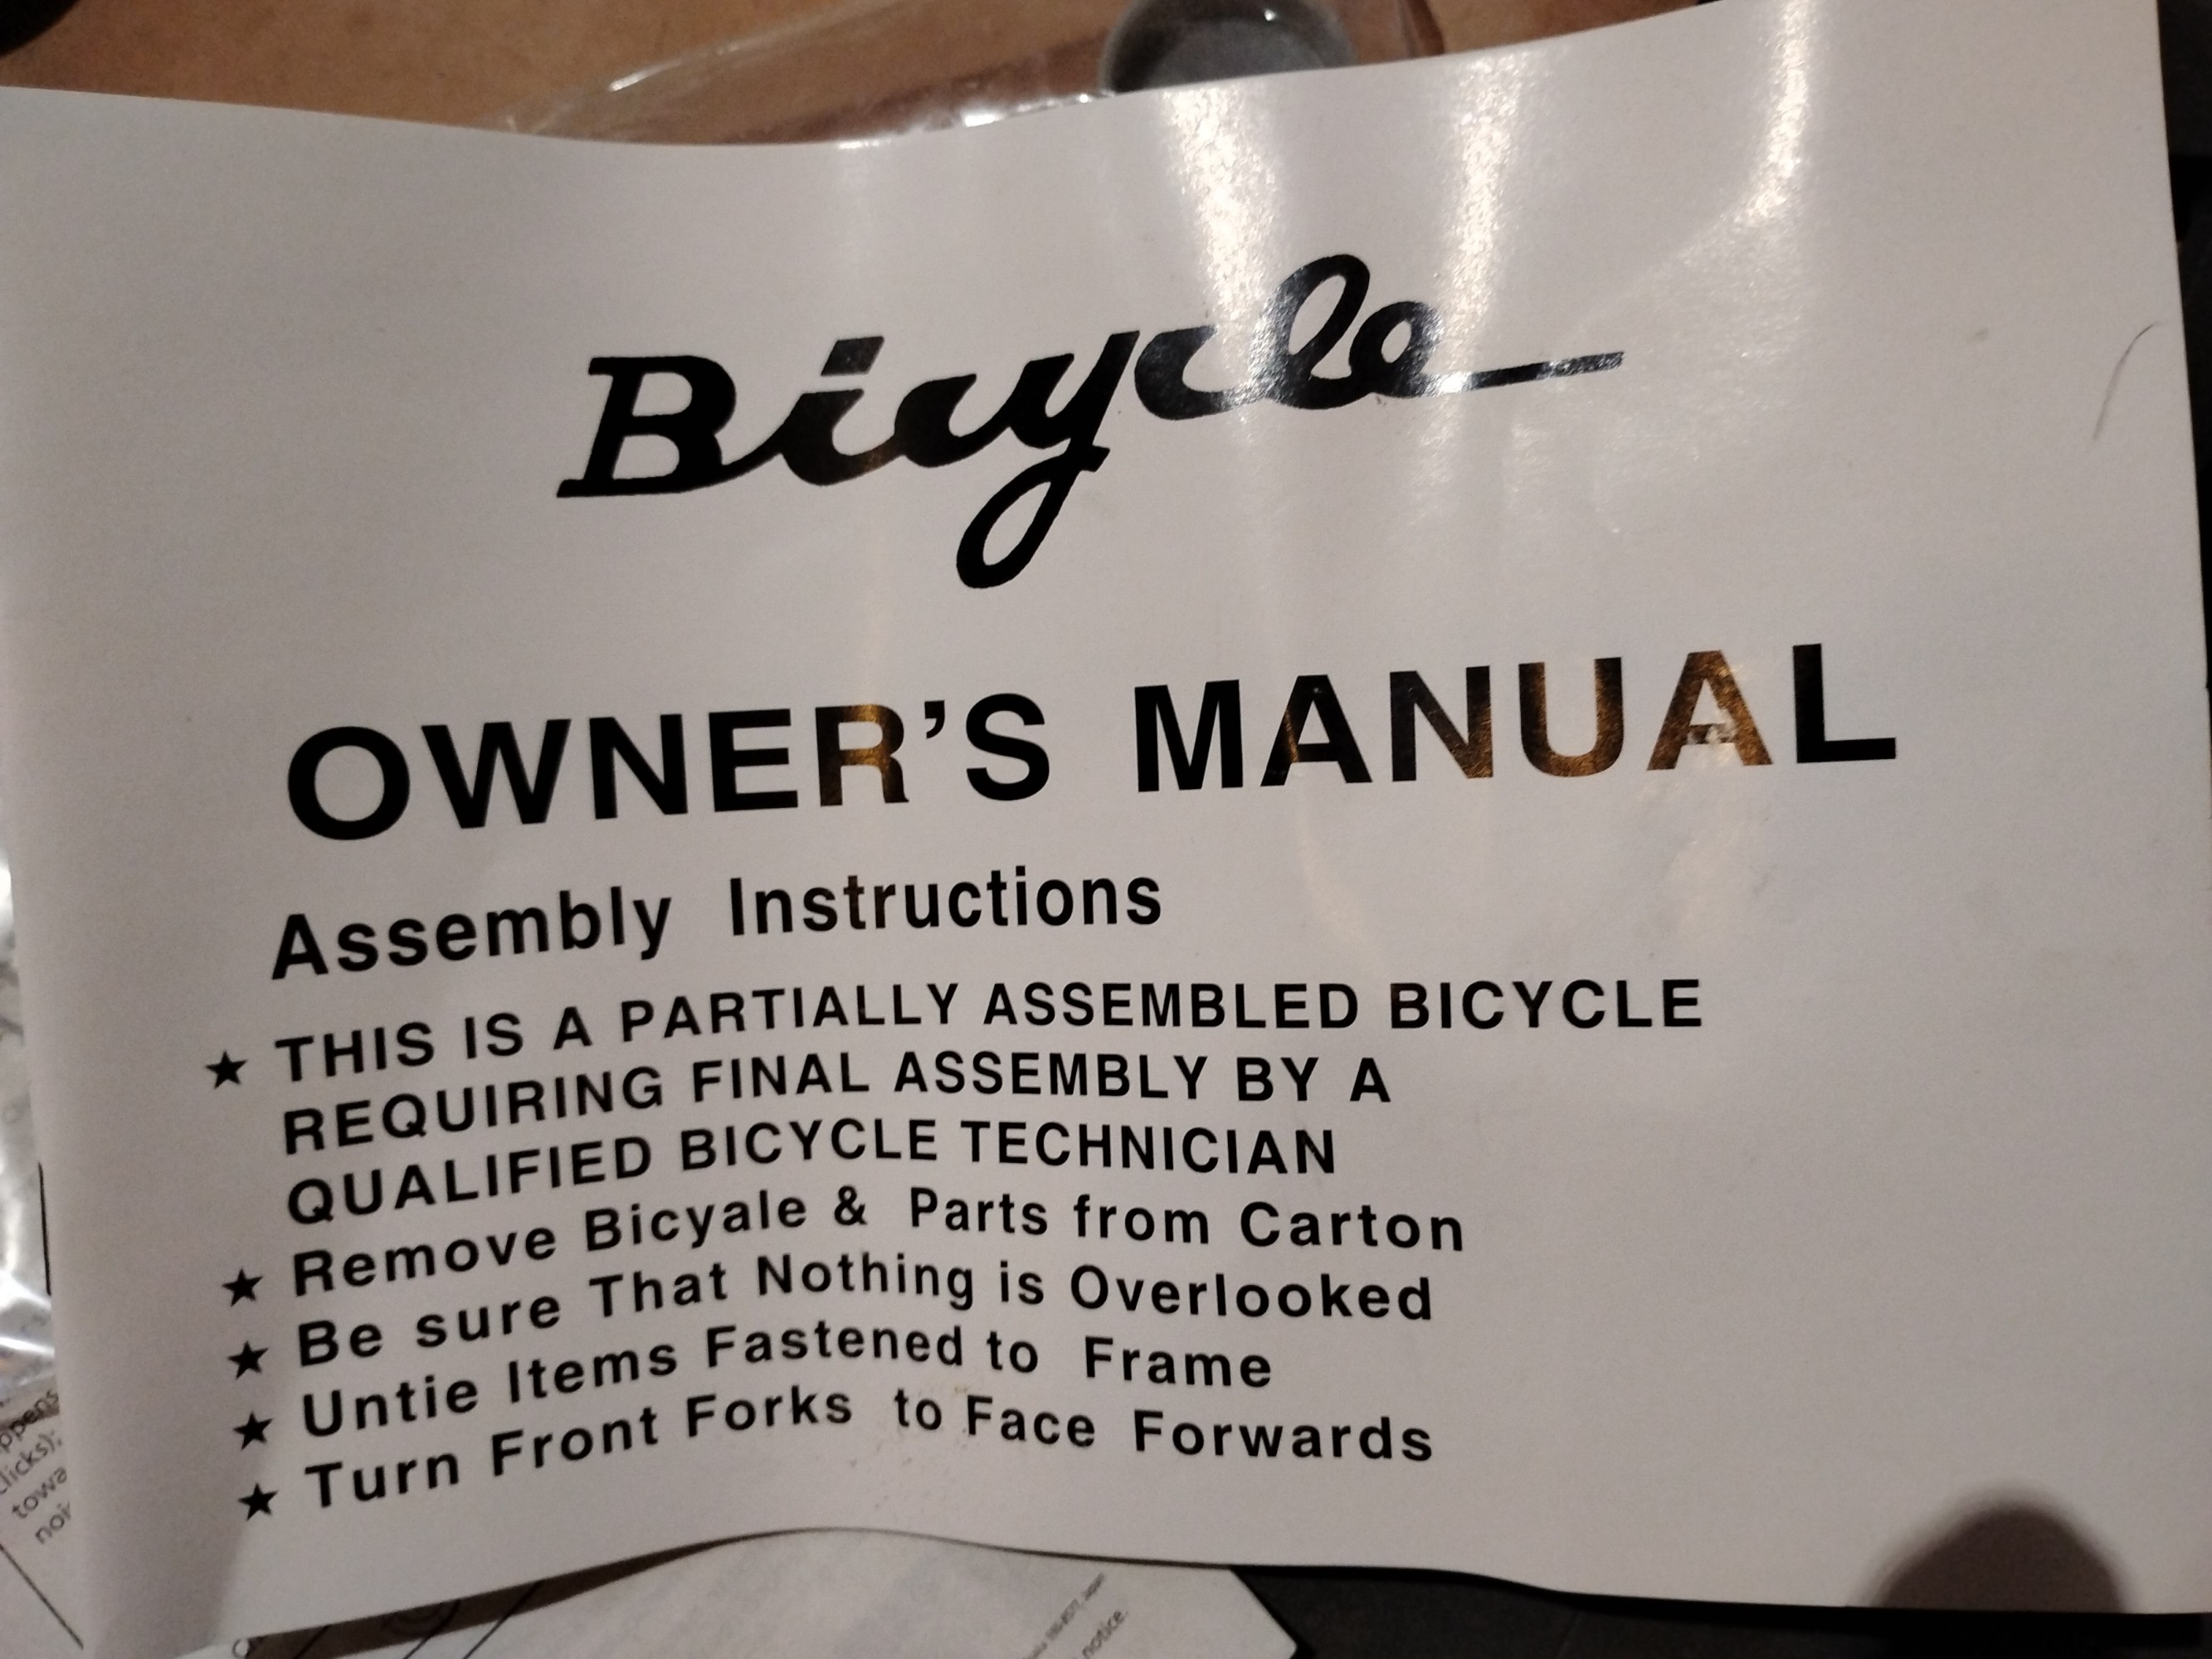 Bicycle
OWNER'S MANUAL
Assembly Instructions
★ THIS IS A PARTIALLY ASSEMBLED BICYCLE
REQUIRING FINAL ASSEMBLY BY A
QUALIFIED BICYCLE TECHNICIAN
★ Remove Bicyale & Parts from Carton
★ Be sure That Nothing is Overlooked
★ Untie Items Fastened to Frame
★ Turn Front Forks to Face Forwards
notice.